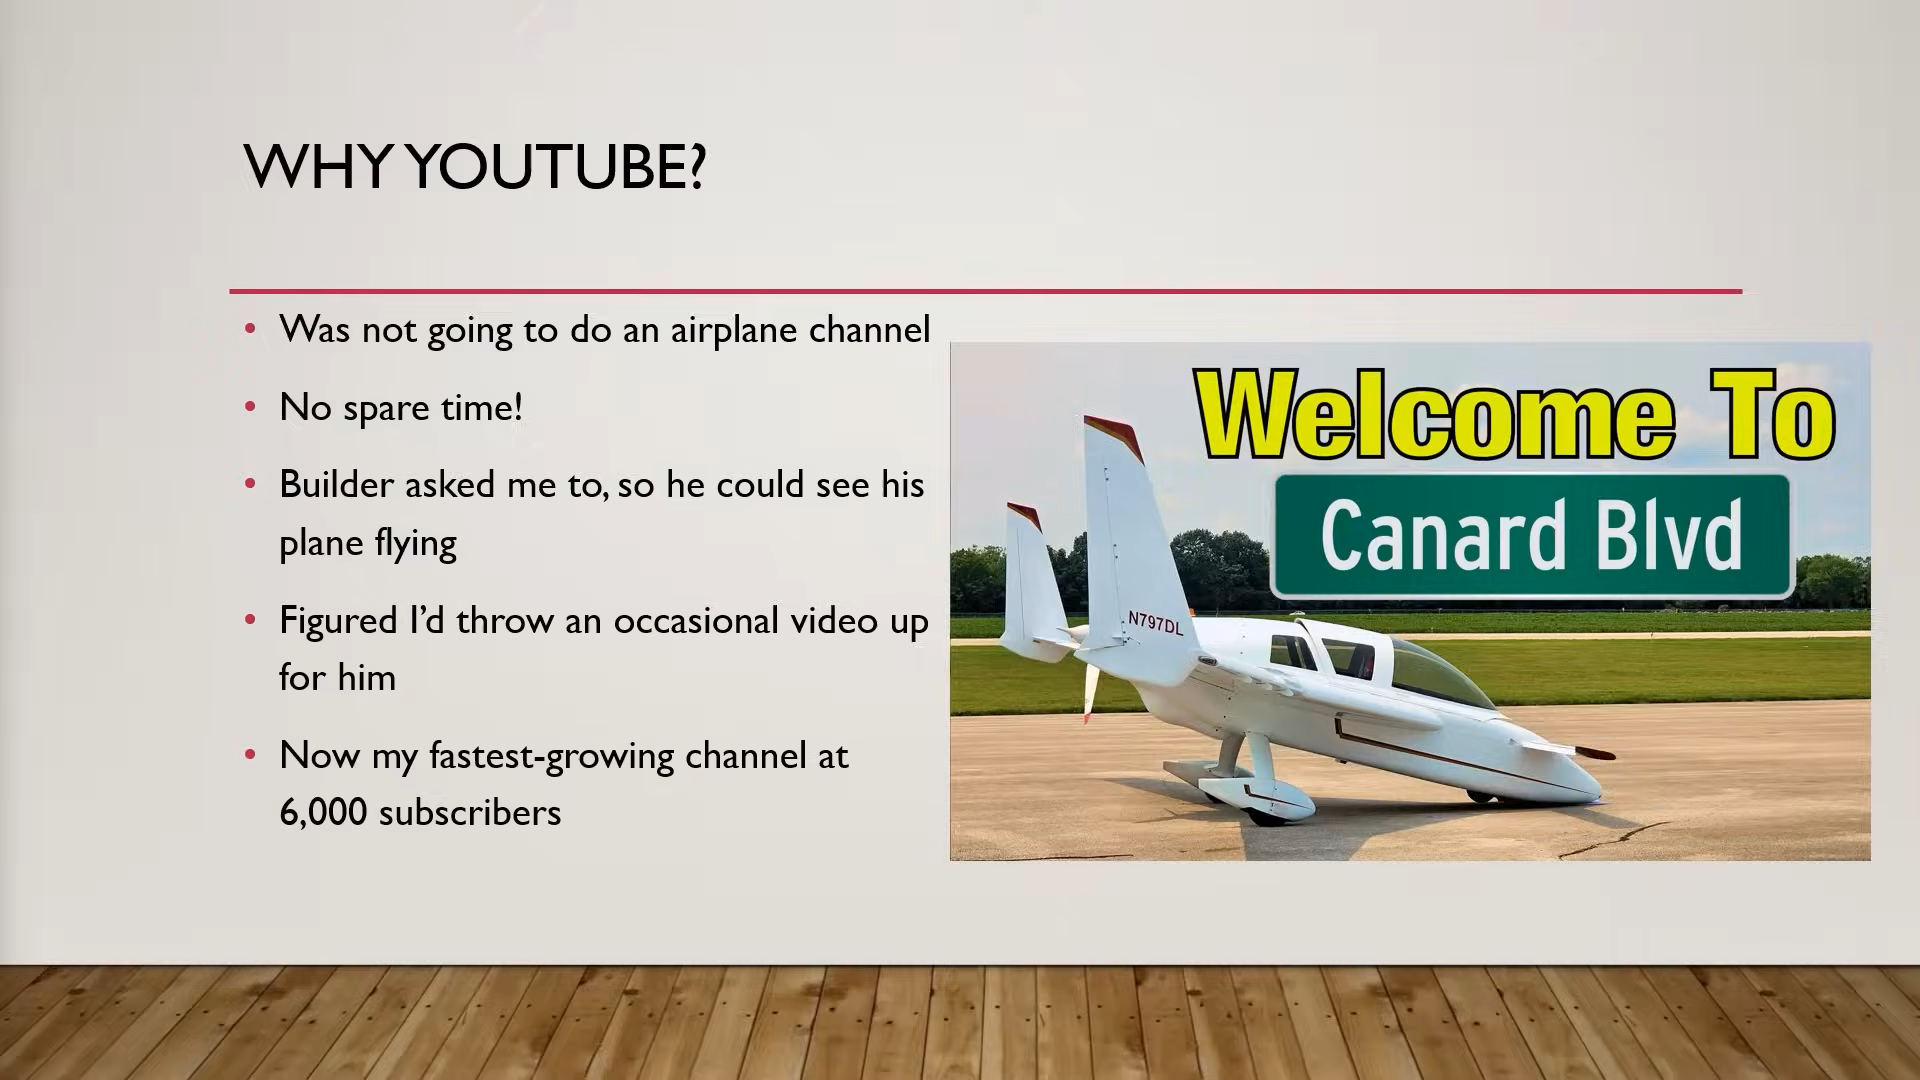 WHY YOUTUBE?
• Was not going to do an airplane channel
• No spare time!
• Builder asked me to, so he could see his
plane flying
• Figured I’d throw an occasional video up
for him
• Now my fastest-growing channel at
6,000 subscribers
Welcome To
Canard Blvd
N797DL